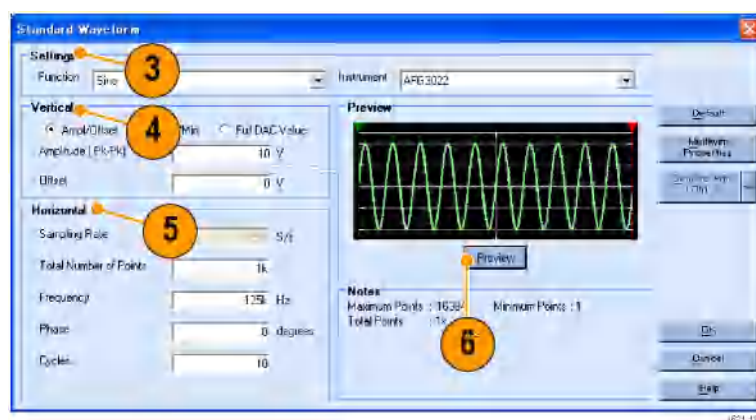 Standard Waveform
Settings
3
Function Sine
Instrument AFG3022
Vertical
4
Ampl/Offset
Min
Full DAC Value
Amplitude (Pk-Pk) 10 V
Offset 0 V
Horizontal
5
Sampling Rate S/s
Total Number of Points 1k
Frequency 125k Hz
Phase 0 degrees
Cycles 10
Preview
Preview
6
Notes
Maximum Points : 16384 Minimum Points : 1
Total Points : 1k
Default
Properties
OK
Cancel
Help